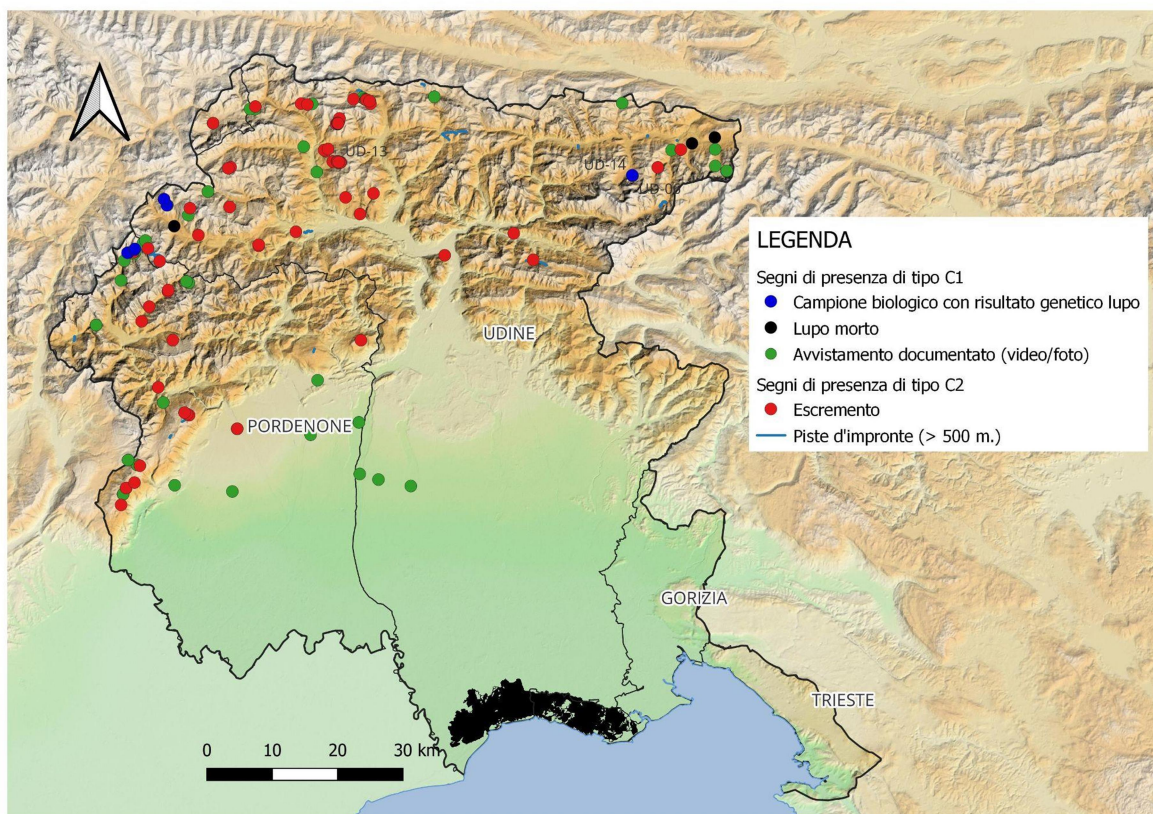 UD-13
UD-14
UDINE
PORDENONE
GORIZIA
TRIESTE
LEGENDA
Segni di presenza di tipo C1
Campione biologico con risultato genetico lupo
Lupo morto
Avvistamento documentato (video/foto)
Segni di presenza di tipo C2
Escremento
Piste d'impronte (> 500 m.)
0 10 20 30 km